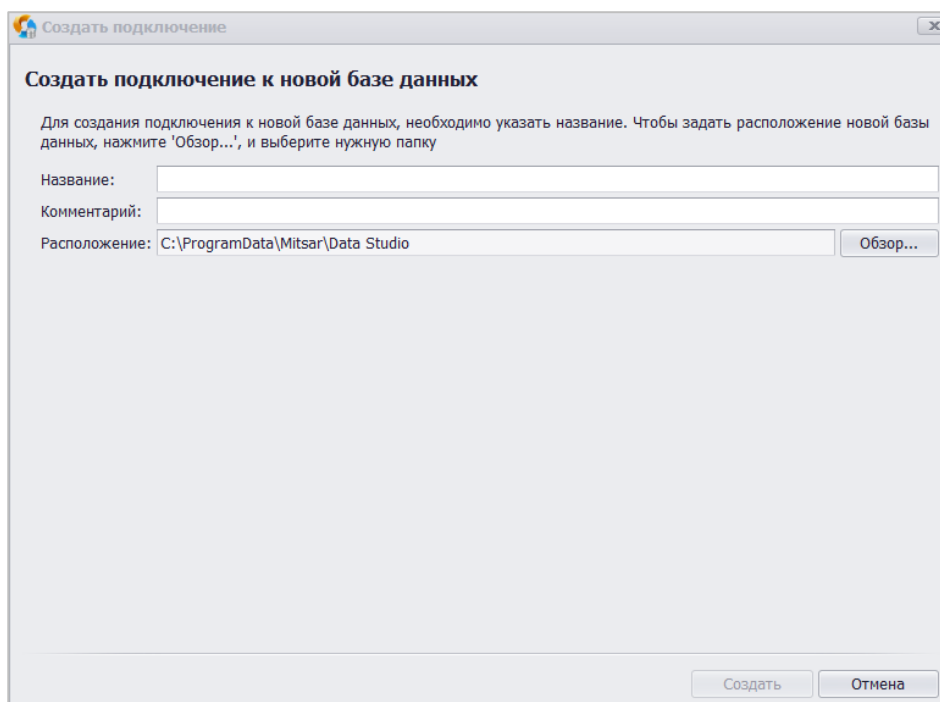 Создать подключение
Создать подключение к новой базе данных
Для создания подключения к новой базе данных, необходимо указать название. Чтобы задать расположение новой базы
данных, нажмите 'Обзор...', и выберите нужную папку
Название:
Комментарий:
Расположение: C:\ProgramData\Mitsar\Data Studio Обзор...
Создать Отмена